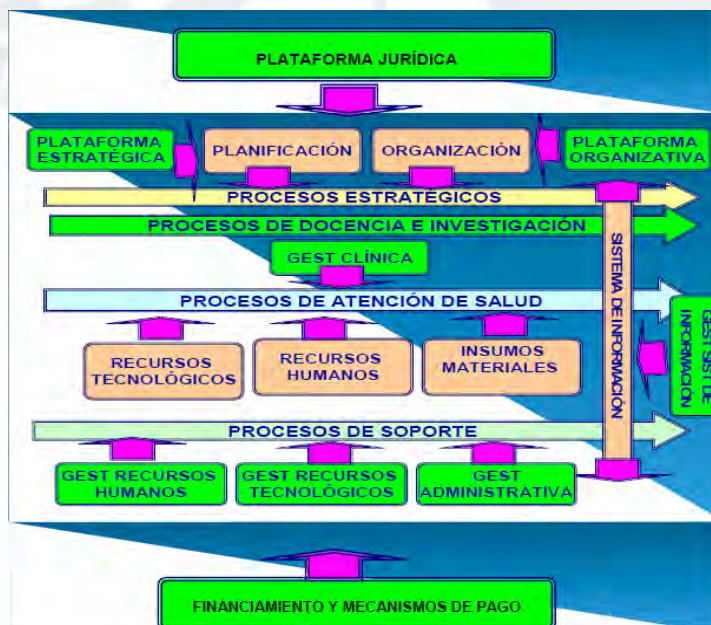 PLATAFORMA JURÍDICA
PLATAFORMA
ESTRATÉGICA
PLANIFICACIÓN
ORGANIZACIÓN
PLATAFORMA
ORGANIZATIVA
PROCESOS ESTRATÉGICOS
PROCESOS DE DOCENCIA E INVESTIGACIÓN
GEST CLÍNICA
PROCESOS DE ATENCIÓN DE SALUD
SISTEMA DE INFORMACIÓN
GEST SIST DE
INFORMACIÓN
RECURSOS
TECNOLÓGICOS
RECURSOS
HUMANOS
INSUMOS
MATERIALES
PROCESOS DE SOPORTE
GEST RECURSOS
HUMANOS
GEST RECURSOS
TECNOLÓGICOS
GEST
ADMINISTRATIVA
FINANCIAMIENTO Y MECANISMOS DE PAGO